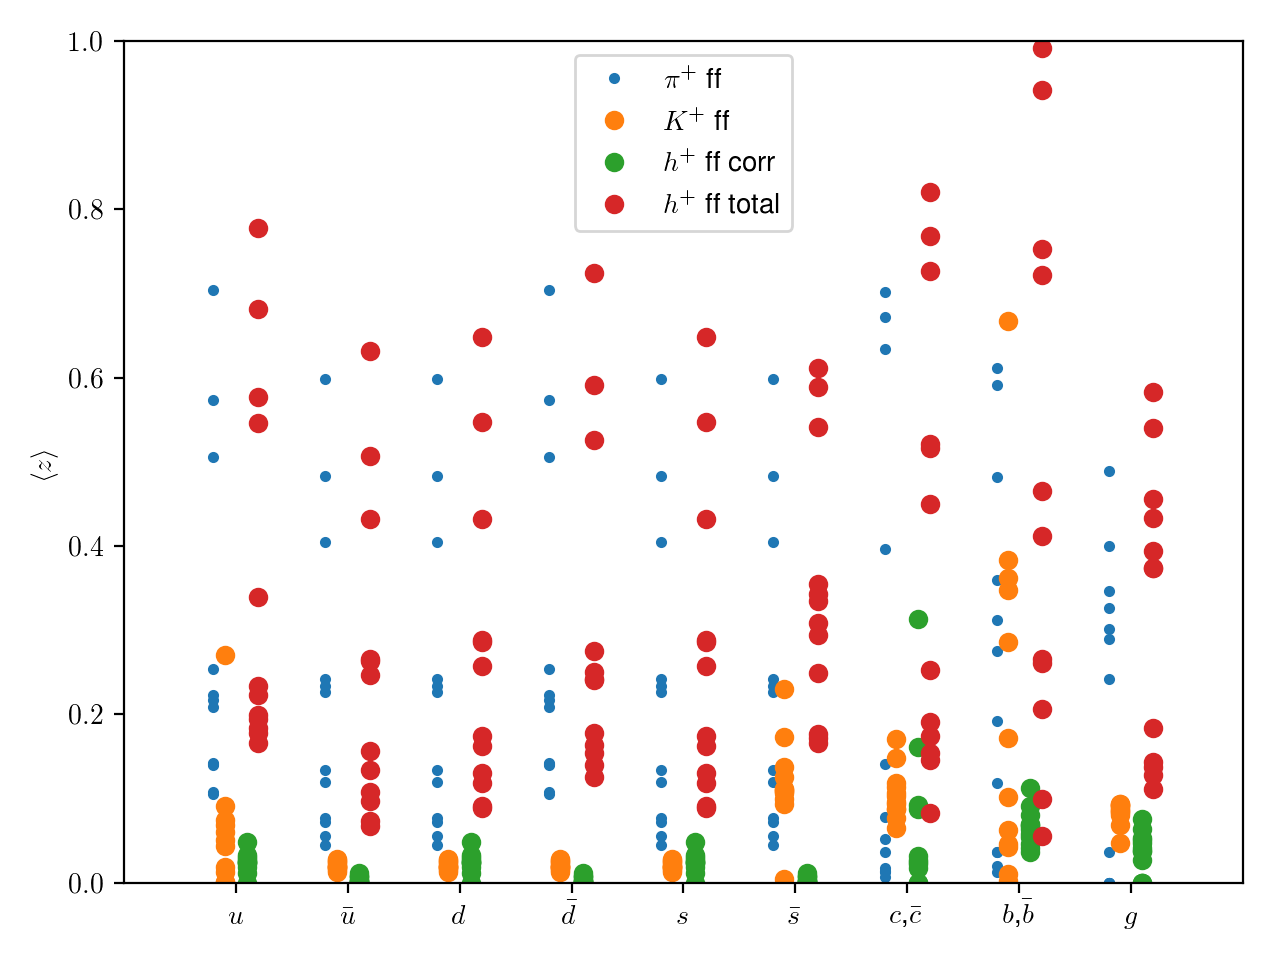 1.0
π⁺ ff
K⁺ ff
h⁺ ff corr
h⁺ ff total
0.8
0.6
⟨z⟩
0.4
0.2
0.0
u ū d d̄ s s̄ c,c̄ b,b̄ g